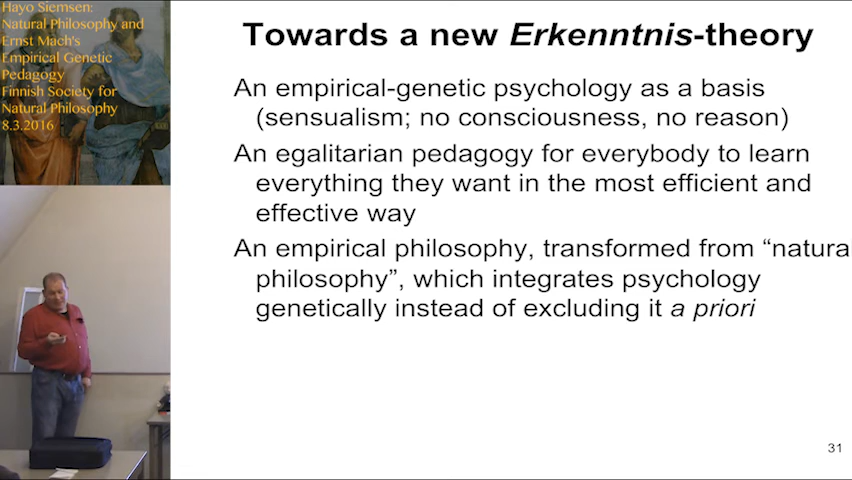 Hayo Siemsen:
Natural Philosophy and
Ernst Mach's
Empirical Genetic
Pedagogy
Finnish Society for
Natural Philosophy
8.3.2016
Towards a new Erkenntnis-theory
An empirical-genetic psychology as a basis
(sensualism; no consciousness, no reason)
An egalitarian pedagogy for everybody to learn
everything they want in the most efficient and
effective way
An empirical philosophy, transformed from “natural
philosophy”, which integrates psychology
genetically instead of excluding it a priori
31